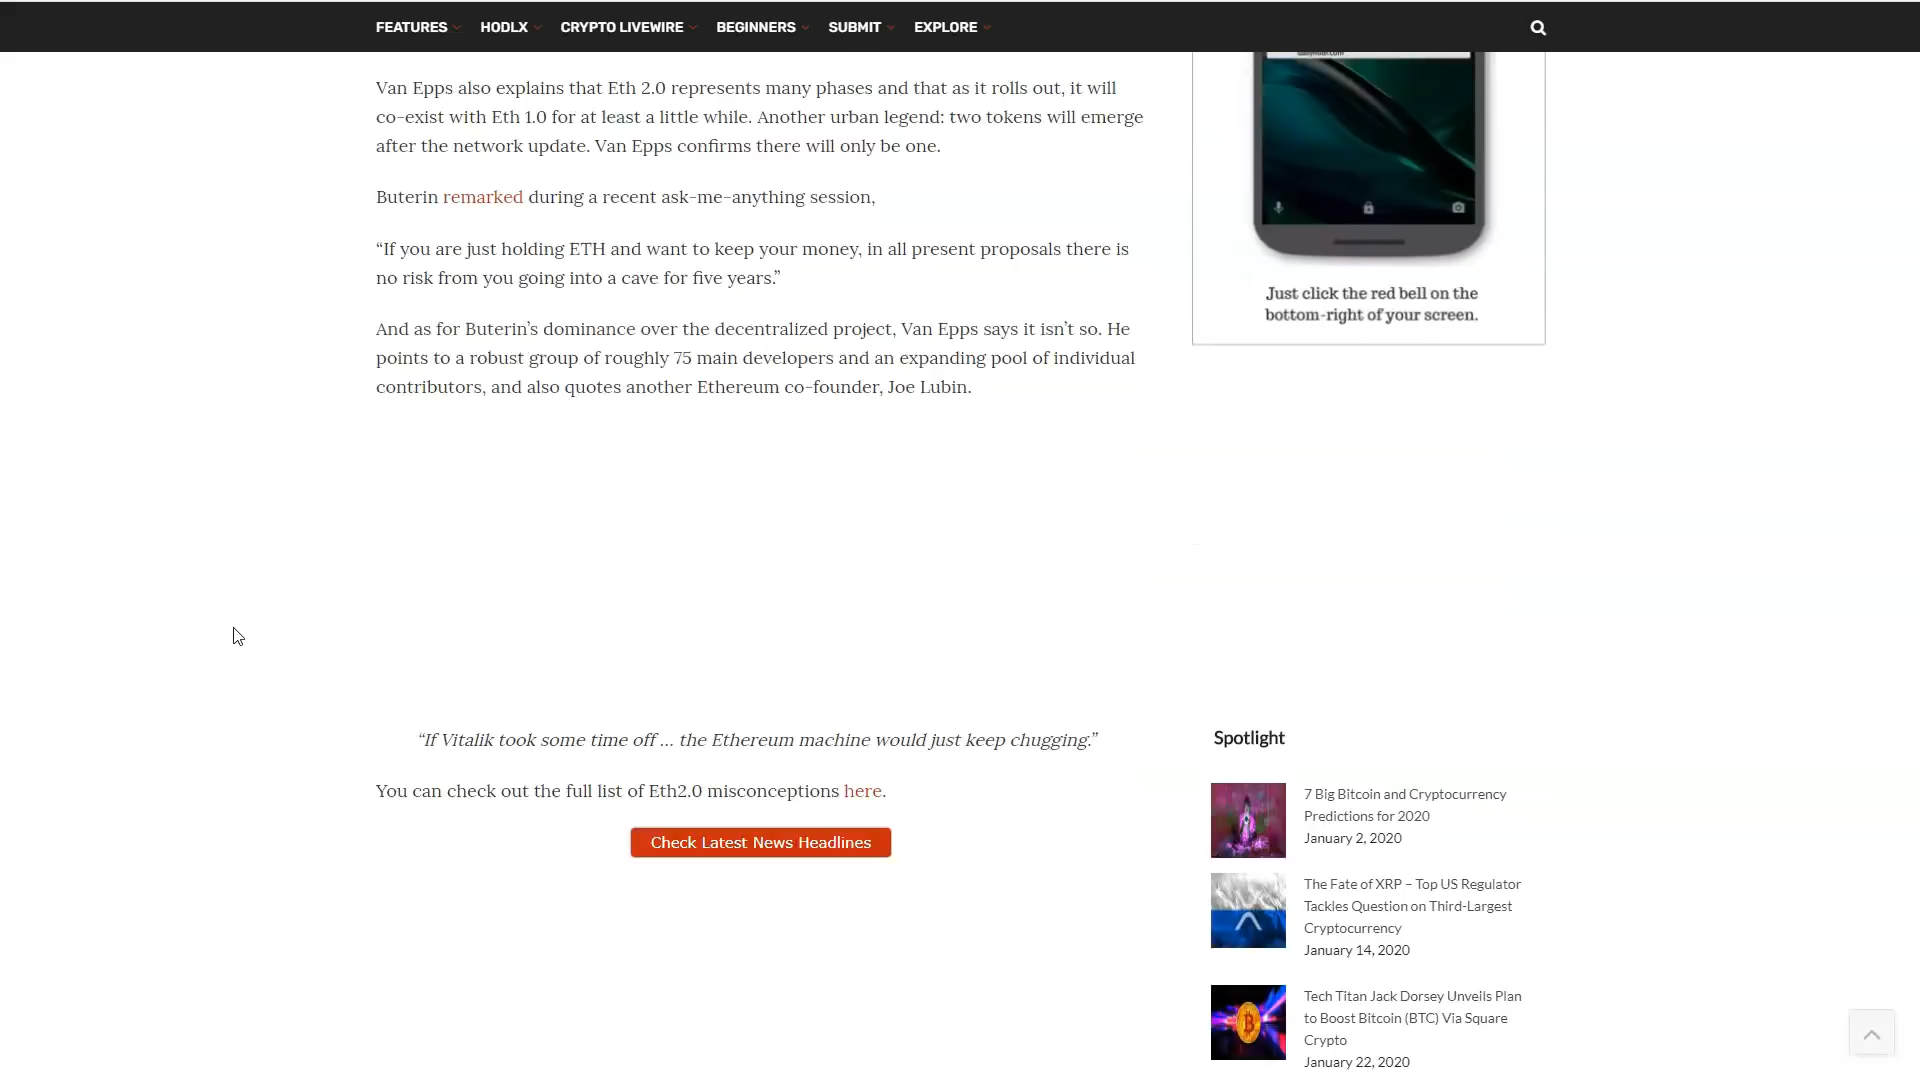 FEATURES HODLX CRYPTO LIVEWIRE BEGINNERS SUBMIT EXPLORE
Van Epps also explains that Eth 2.0 represents many phases and that as it rolls out, it will
co-exist with Eth 1.0 for at least a little while. Another urban legend: two tokens will emerge
after the network update. Van Epps confirms there will only be one.
Buterin remarked during a recent ask-me-anything session,
“If you are just holding ETH and want to keep your money, in all present proposals there is
no risk from you going into a cave for five years.”
And as for Buterin’s dominance over the decentralized project, Van Epps says it isn’t so. He
points to a robust group of roughly 75 main developers and an expanding pool of individual
contributors, and also quotes another Ethereum co-founder, Joe Lubin.
“If Vitalik took some time off … the Ethereum machine would just keep chugging.”
You can check out the full list of Eth2.0 misconceptions here.
Check Latest News Headlines
Just click the red bell on the
bottom-right of your screen.
Spotlight
7 Big Bitcoin and Cryptocurrency
Predictions for 2020
January 2, 2020
The Fate of XRP – Top US Regulator
Tackles Question on Third-Largest
Cryptocurrency
January 14, 2020
Tech Titan Jack Dorsey Unveils Plan
to Boost Bitcoin (BTC) Via Square
Crypto
January 22, 2020